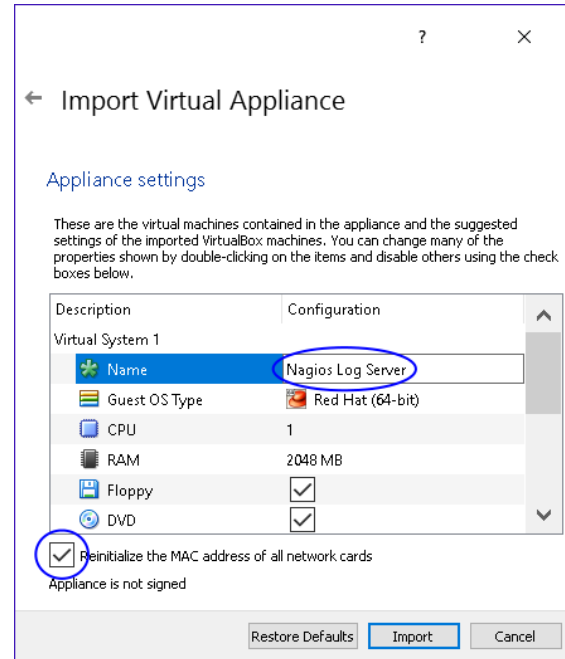 ?
Import Virtual Appliance
Appliance settings
These are the virtual machines contained in the appliance and the suggested
settings of the imported VirtualBox machines. You can change many of the
properties shown by double-clicking on the items and disable others using the check
boxes below.
Description Configuration
Virtual System 1
Name Nagios Log Server
Guest OS Type Red Hat (64-bit)
CPU 1
RAM 2048 MB
Floppy
DVD
Reinitialize the MAC address of all network cards
Appliance is not signed
Restore Defaults Import Cancel